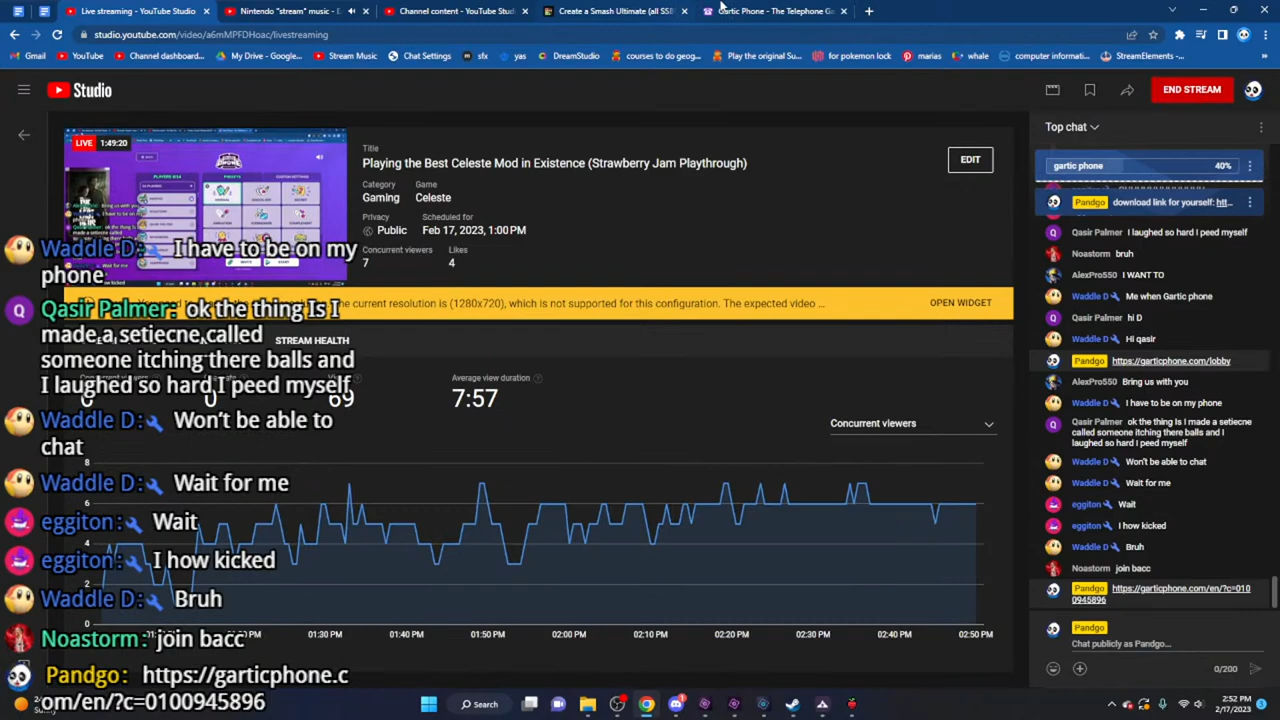 Live streaming - YouTube Studio
Nintendo "stream" music - E
Channel content - YouTube Stud
Create a Smash Ultimate (all SSB
Gartic Phone - The Telephone Ga
studio.youtube.com/video/a6mMPFDHoac/livestreaming
Gmail
YouTube
Channel dashboard...
My Drive - Google...
Stream Music
Chat Settings
sfx
yas
DreamStudio
courses to do geog...
Play the original Su...
for pokemon lock
marias
whale
computer informati...
StreamElements -...
Studio
END STREAM
LIVE 1:49:20
Title
Playing the Best Celeste Mod in Existence (Strawberry Jam Playthrough)
EDIT
Category
Gaming
Game
Celeste
Privacy
Public
Scheduled for
Feb 17, 2023, 1:00 PM
Concurrent viewers
7
Likes
4
the current resolution is (1280x720), which is not supported for this configuration. The expected video ...
OPEN WIDGET
STREAM HEALTH
69
Average view duration
7:57
Concurrent viewers
8
6
4
2
0
01:30 PM
01:40 PM
01:50 PM
02:00 PM
02:10 PM
02:20 PM
02:30 PM
02:40 PM
02:50 PM
Waddle D: I have to be on my
phone
Qasir Palmer: ok the thing Is I
made a setiecne called
someone itching there balls and
I laughed so hard I peed myself
Waddle D: Won't be able to
chat
Waddle D: Wait for me
eggiton: Wait
eggiton: I how kicked
Waddle D: Bruh
Noastorm: join bacc
Pandgo: https://garticphone.c
om/en/?c=0100945896
Top chat
gartic phone 40%
Pandgo download link for yourself: htt...
Qasir Palmer I laughed so hard I peed myself
Noastorm bruh
AlexPro550 I WANT TO
Waddle D Me when Gartic phone
Qasir Palmer hi D
Waddle D Hi qasir
Pandgo https://garticphone.com/lobby
AlexPro550 Bring us with you
Waddle D I have to be on my phone
Qasir Palmer ok the thing Is I made a setiecne
called someone itching there balls and I
laughed so hard I peed myself
Waddle D Won't be able to chat
Waddle D Wait for me
eggiton Wait
eggiton I how kicked
Waddle D Bruh
Noastorm join bacc
Pandgo https://garticphone.com/en/?c=010
0945896
Pandgo
Chat publicly as Pandgo...
0/200
Search
2:52 PM
2/17/2023